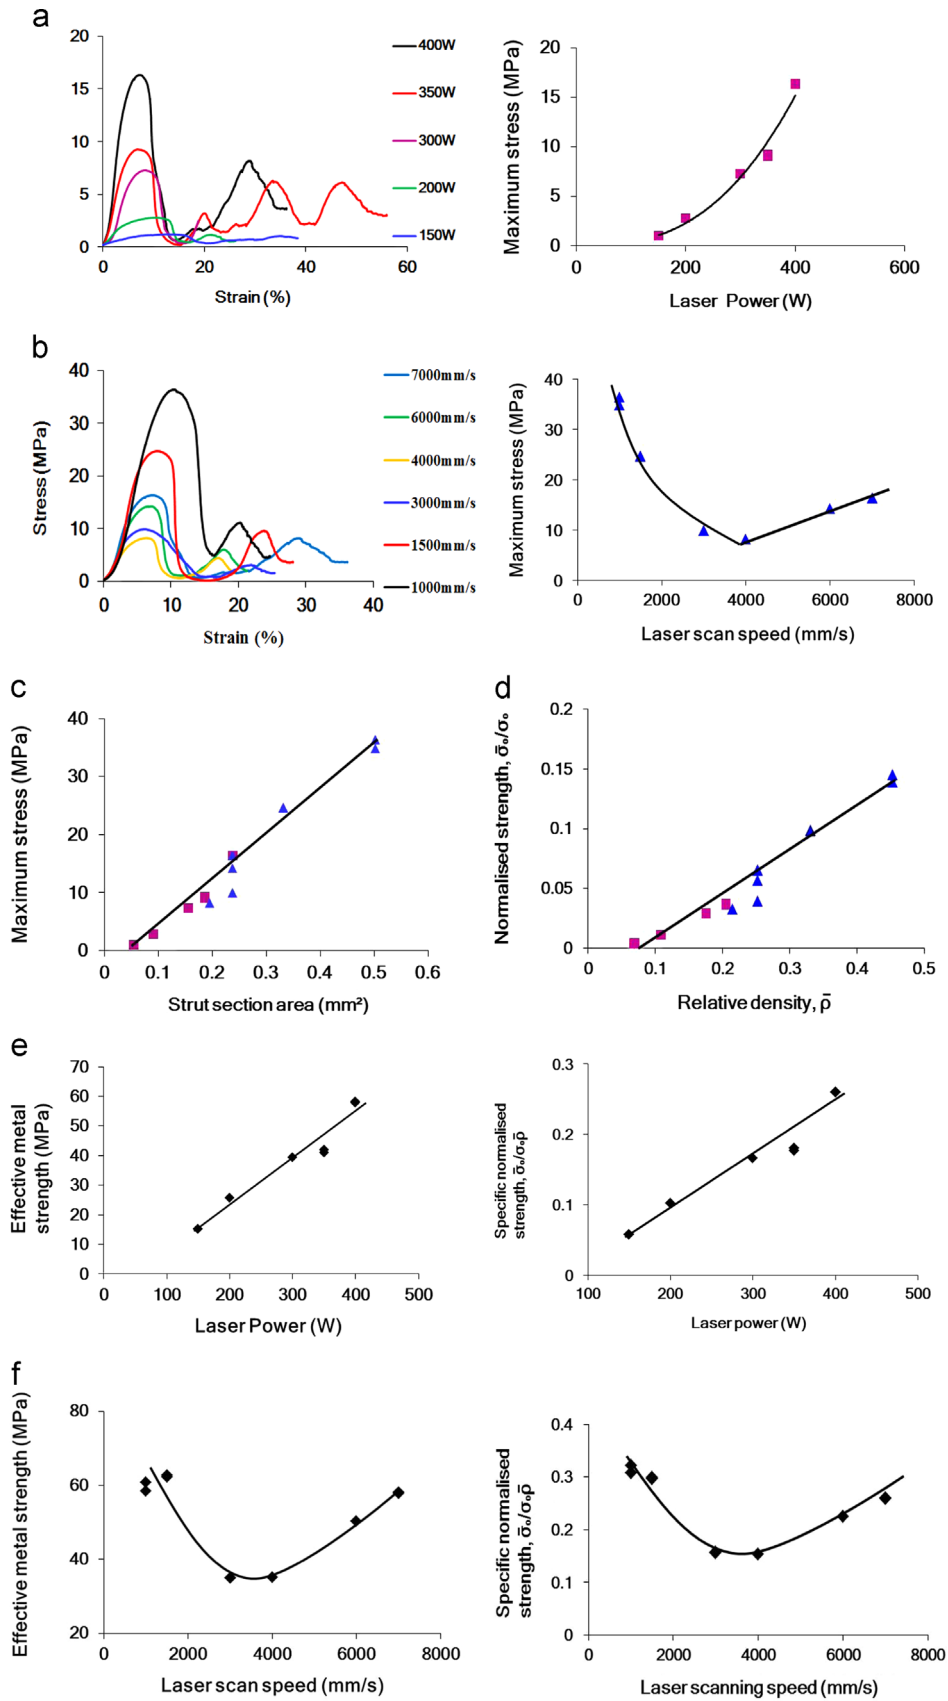 a
20
15
10
5
0
0
20
40
60
Strain (%)
400W
350W
300W
200W
150W
Maximum stress (MPa)
20
15
10
5
0
0
200
400
600
Laser Power (W)
b
Stress (MPa)
40
30
20
10
0
0
10
20
30
40
Strain (%)
7000mm/s
6000mm/s
4000mm/s
3000mm/s
1500mm/s
1000mm/s
Maximum stress (MPa)
40
30
20
10
0
0
2000
4000
6000
8000
Laser scan speed (mm/s)
c
Maximum stress (MPa)
40
30
20
10
0
0
0.1
0.2
0.3
0.4
0.5
0.6
Strut section area (mm²)
d
Normalised strength, σ̄ₒ/σₒ
0.2
0.15
0.1
0.05
0
0
0.1
0.2
0.3
0.4
0.5
Relative density, ρ̄
e
Effective metal
strength (MPa)
70
60
50
40
30
20
10
0
0
100
200
300
400
500
Laser Power (W)
Specific normalised
strength, σ̄ₒ/σₒρ̄
0.3
0.2
0.1
0
100
200
300
400
500
Laser power (W)
f
Effective metal strength (MPa)
80
60
40
20
0
2000
4000
6000
8000
Laser scan speed (mm/s)
Specific normalised
strength, σ̄ₒ/σₒρ̄
0.4
0.3
0.2
0.1
0
0
2000
4000
6000
8000
Laser scanning speed (mm/s)